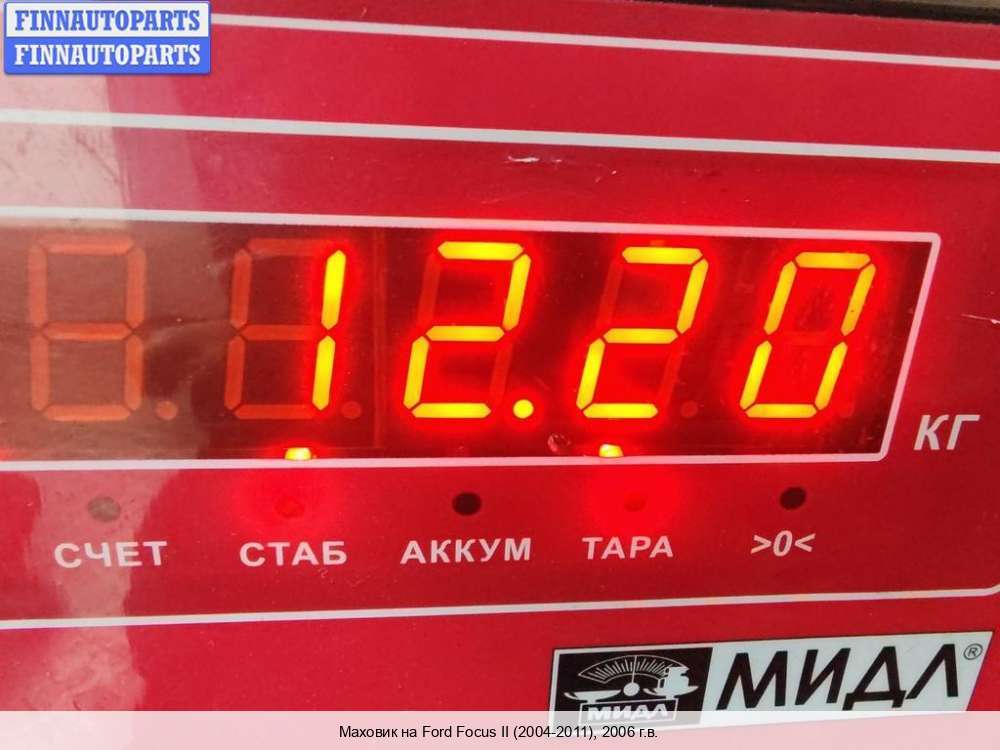 FINNAUTOPARTS
FINNAUTOPARTS
12.20
КГ
СЧЕТ СТАБ АККУМ ТАРА >0<
МИДЛ МИДЛ®
Маховик на Ford Focus II (2004-2011), 2006 г.в.